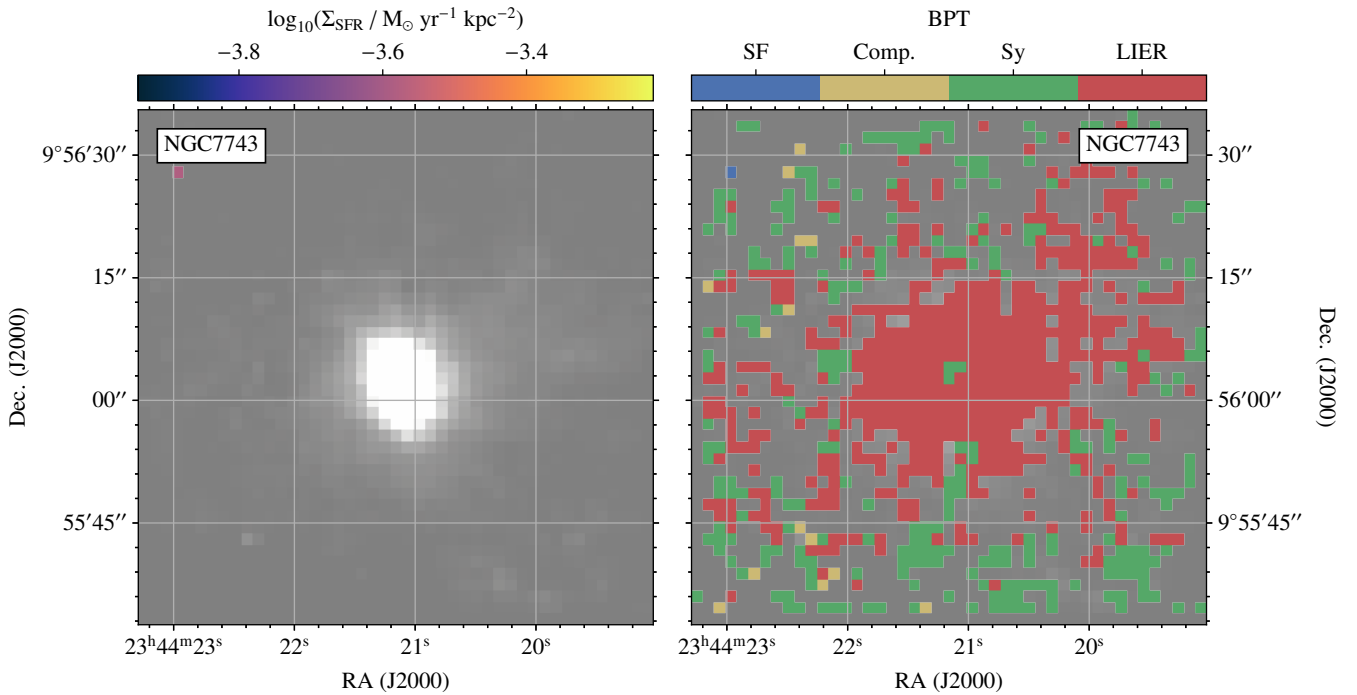 log₁₀(Σ_SFR / M⊙ yr⁻¹ kpc⁻²)
−3.8 −3.6 −3.4
NGC7743
9°56′30″
15″
00″
55′45″
Dec. (J2000)
23ʰ44ᵐ23ˢ 22ˢ 21ˢ 20ˢ
RA (J2000)
BPT
SF Comp. Sy LIER
NGC7743
30″
15″
56′00″
9°55′45″
Dec. (J2000)
23ʰ44ᵐ23ˢ 22ˢ 21ˢ 20ˢ
RA (J2000)